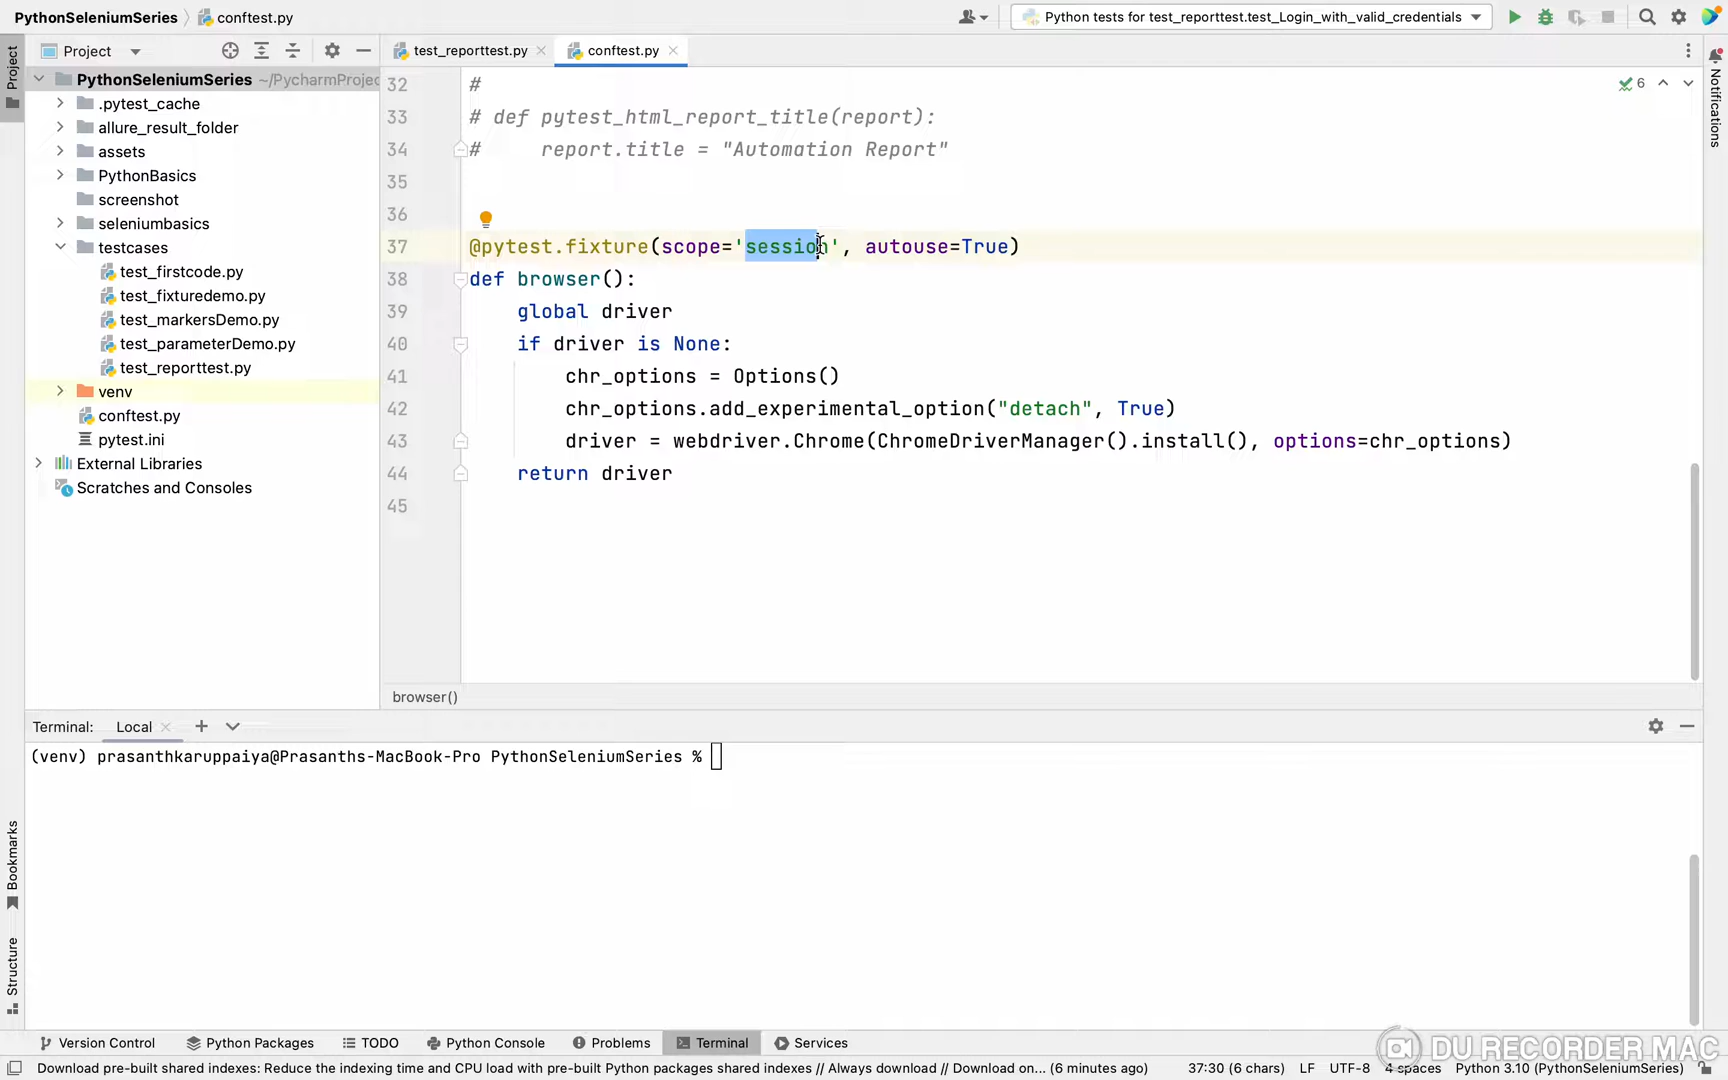 PythonSeleniumSeries
conftest.py
Python tests for test_reporttest.test_Login_with_valid_credentials
Project
Project
test_reporttest.py
conftest.py
Notifications
PythonSeleniumSeries ~/PycharmProjec
.pytest_cache
allure_result_folder
assets
PythonBasics
screenshot
seleniumbasics
testcases
test_firstcode.py
test_fixturedemo.py
test_markersDemo.py
test_parameterDemo.py
test_reporttest.py
venv
conftest.py
pytest.ini
External Libraries
Scratches and Consoles
6
32 #
33 # def pytest_html_report_title(report):
34 #     report.title = "Automation Report"
35
36
37 @pytest.fixture(scope='session', autouse=True)
38 def browser():
39     global driver
40     if driver is None:
41         chr_options = Options()
42         chr_options.add_experimental_option("detach", True)
43         driver = webdriver.Chrome(ChromeDriverManager().install(), options=chr_options)
44     return driver
45
browser()
Terminal: Local
(venv) prasanthkaruppaiya@Prasanths-MacBook-Pro PythonSeleniumSeries %
Bookmarks
Structure
Version Control
Python Packages
TODO
Python Console
Problems
Terminal
Services
DU RECORDER MAC
Download pre-built shared indexes: Reduce the indexing time and CPU load with pre-built Python packages shared indexes // Always download // Download on... (6 minutes ago)
37:30 (6 chars) LF UTF-8 4 spaces Python 3.10 (PythonSeleniumSeries)